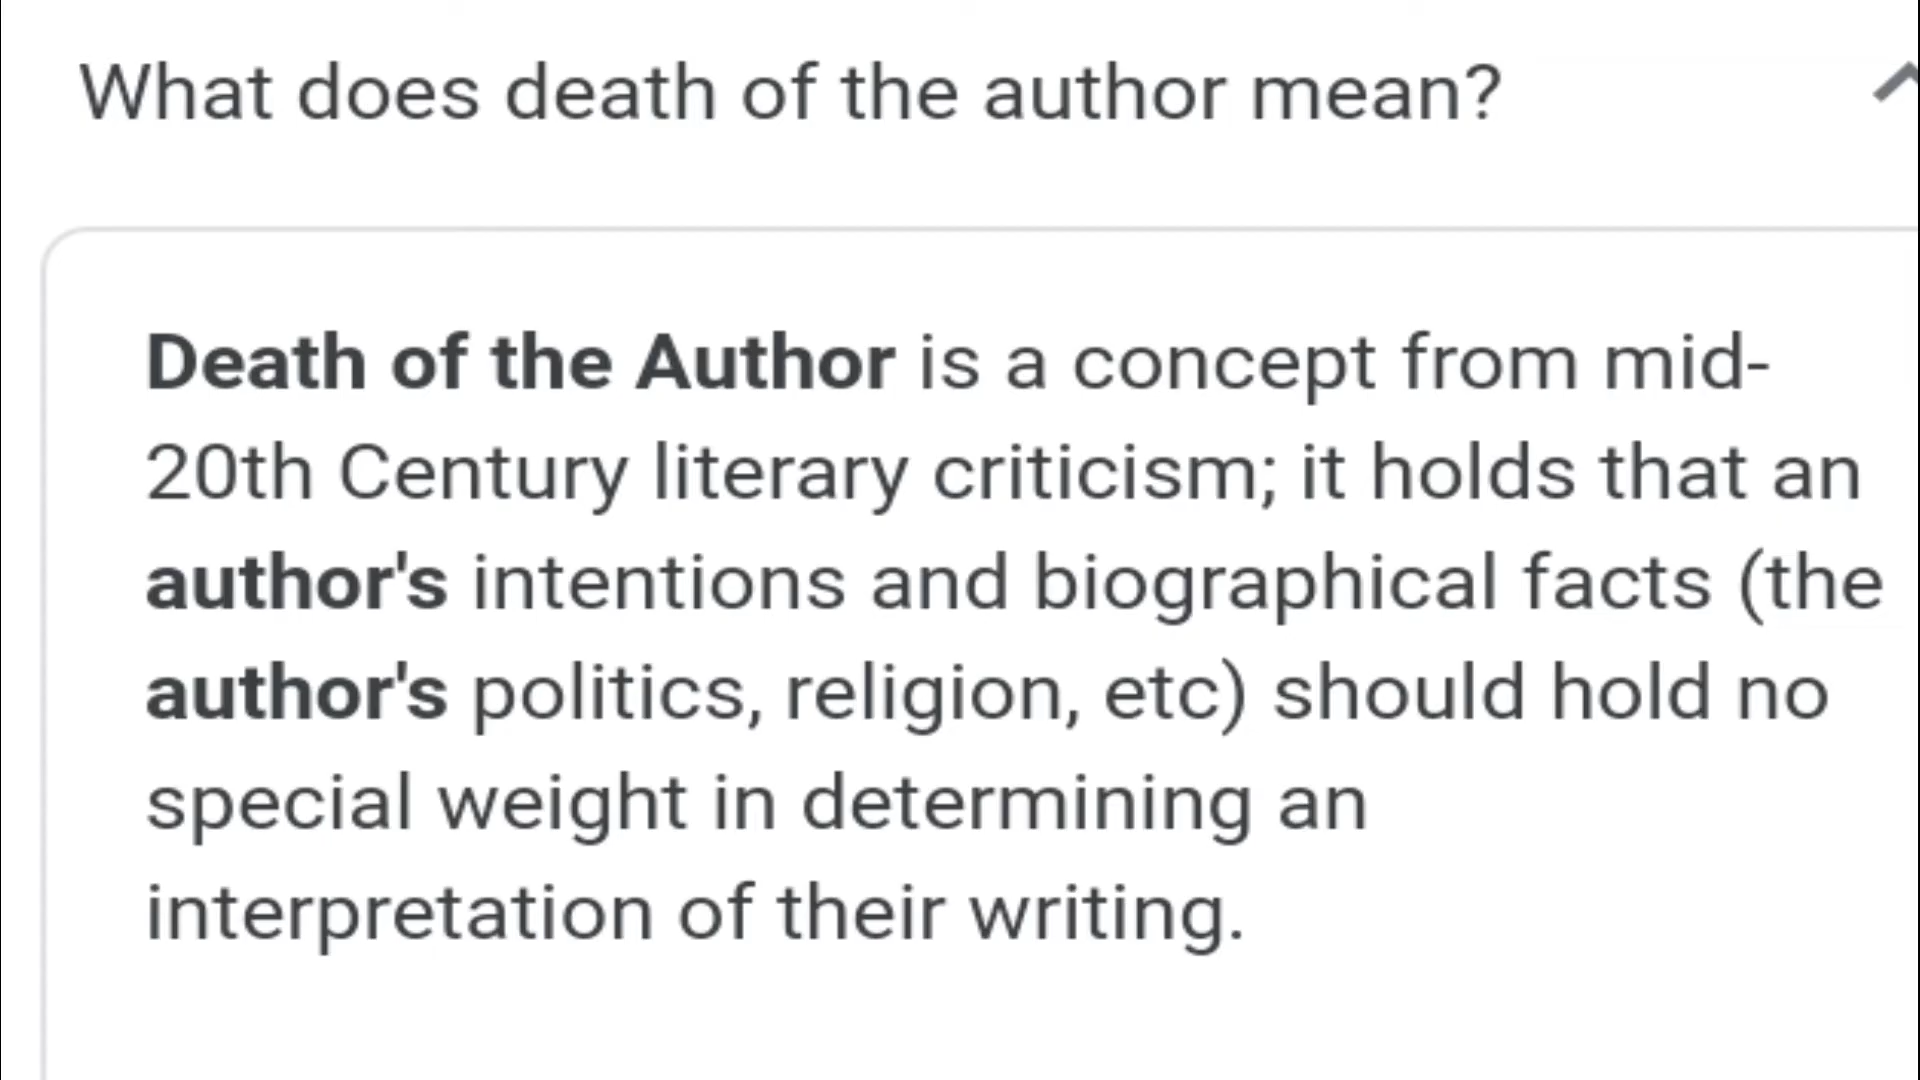 What does death of the author mean?
Death of the Author is a concept from mid-
20th Century literary criticism; it holds that an
author's intentions and biographical facts (the
author's politics, religion, etc) should hold no
special weight in determining an
interpretation of their writing.